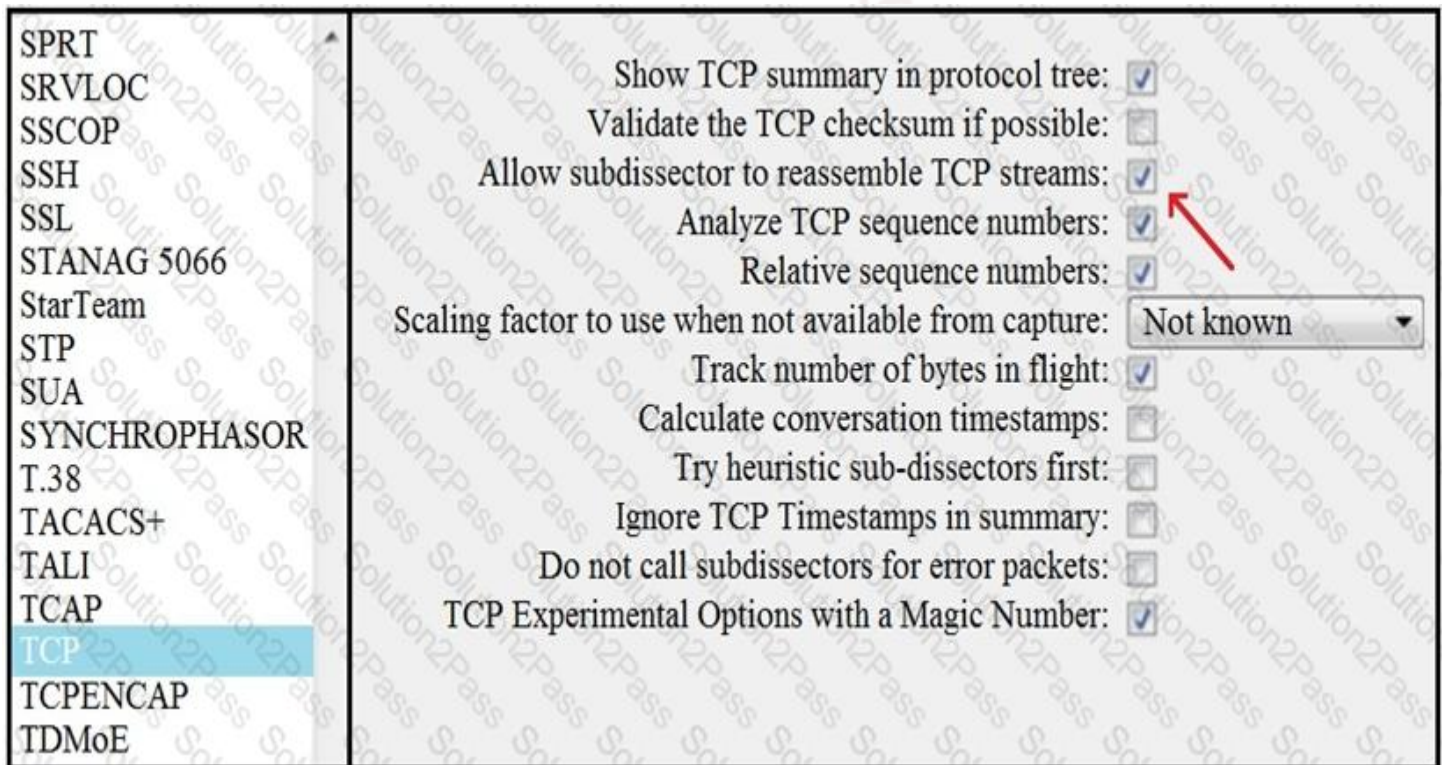 SPRT
SRVLOC
SSCOP
SSH
SSL
STANAG 5066
StarTeam
STP
SUA
SYNCHROPHASOR
T.38
TACACS+
TALI
TCAP
TCP
TCPENCAP
TDMoE
Show TCP summary in protocol tree:
Validate the TCP checksum if possible:
Allow subdissector to reassemble TCP streams:
Analyze TCP sequence numbers:
Relative sequence numbers:
Scaling factor to use when not available from capture: Not known
Track number of bytes in flight:
Calculate conversation timestamps:
Try heuristic sub-dissectors first:
Ignore TCP Timestamps in summary:
Do not call subdissectors for error packets:
TCP Experimental Options with a Magic Number:
Solution2Pass